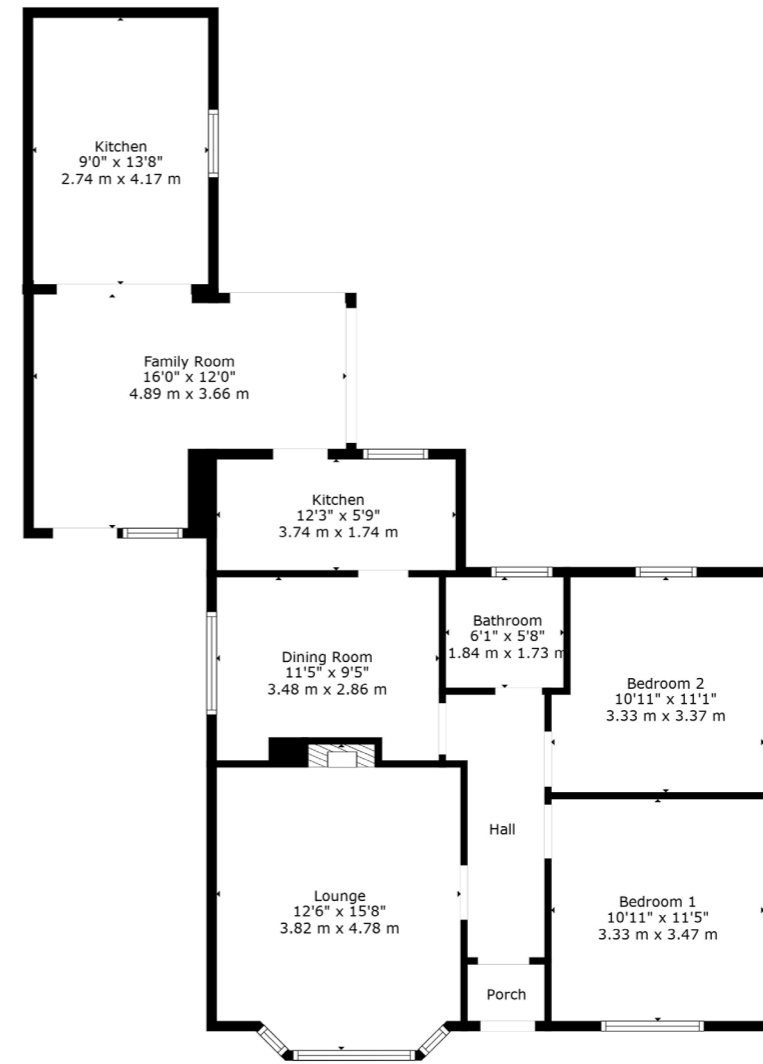 Kitchen
9'0" x 13'8"
2.74 m x 4.17 m
Family Room
16'0" x 12'0"
4.89 m x 3.66 m
Kitchen
12'3" x 5'9"
3.74 m x 1.74 m
Bathroom
6'1" x 5'8"
1.84 m x 1.73 m
Dining Room
11'5" x 9'5"
3.48 m x 2.86 m
Bedroom 2
10'11" x 11'1"
3.33 m x 3.37 m
Hall
Lounge
12'6" x 15'8"
3.82 m x 4.78 m
Bedroom 1
10'11" x 11'5"
3.33 m x 3.47 m
Porch